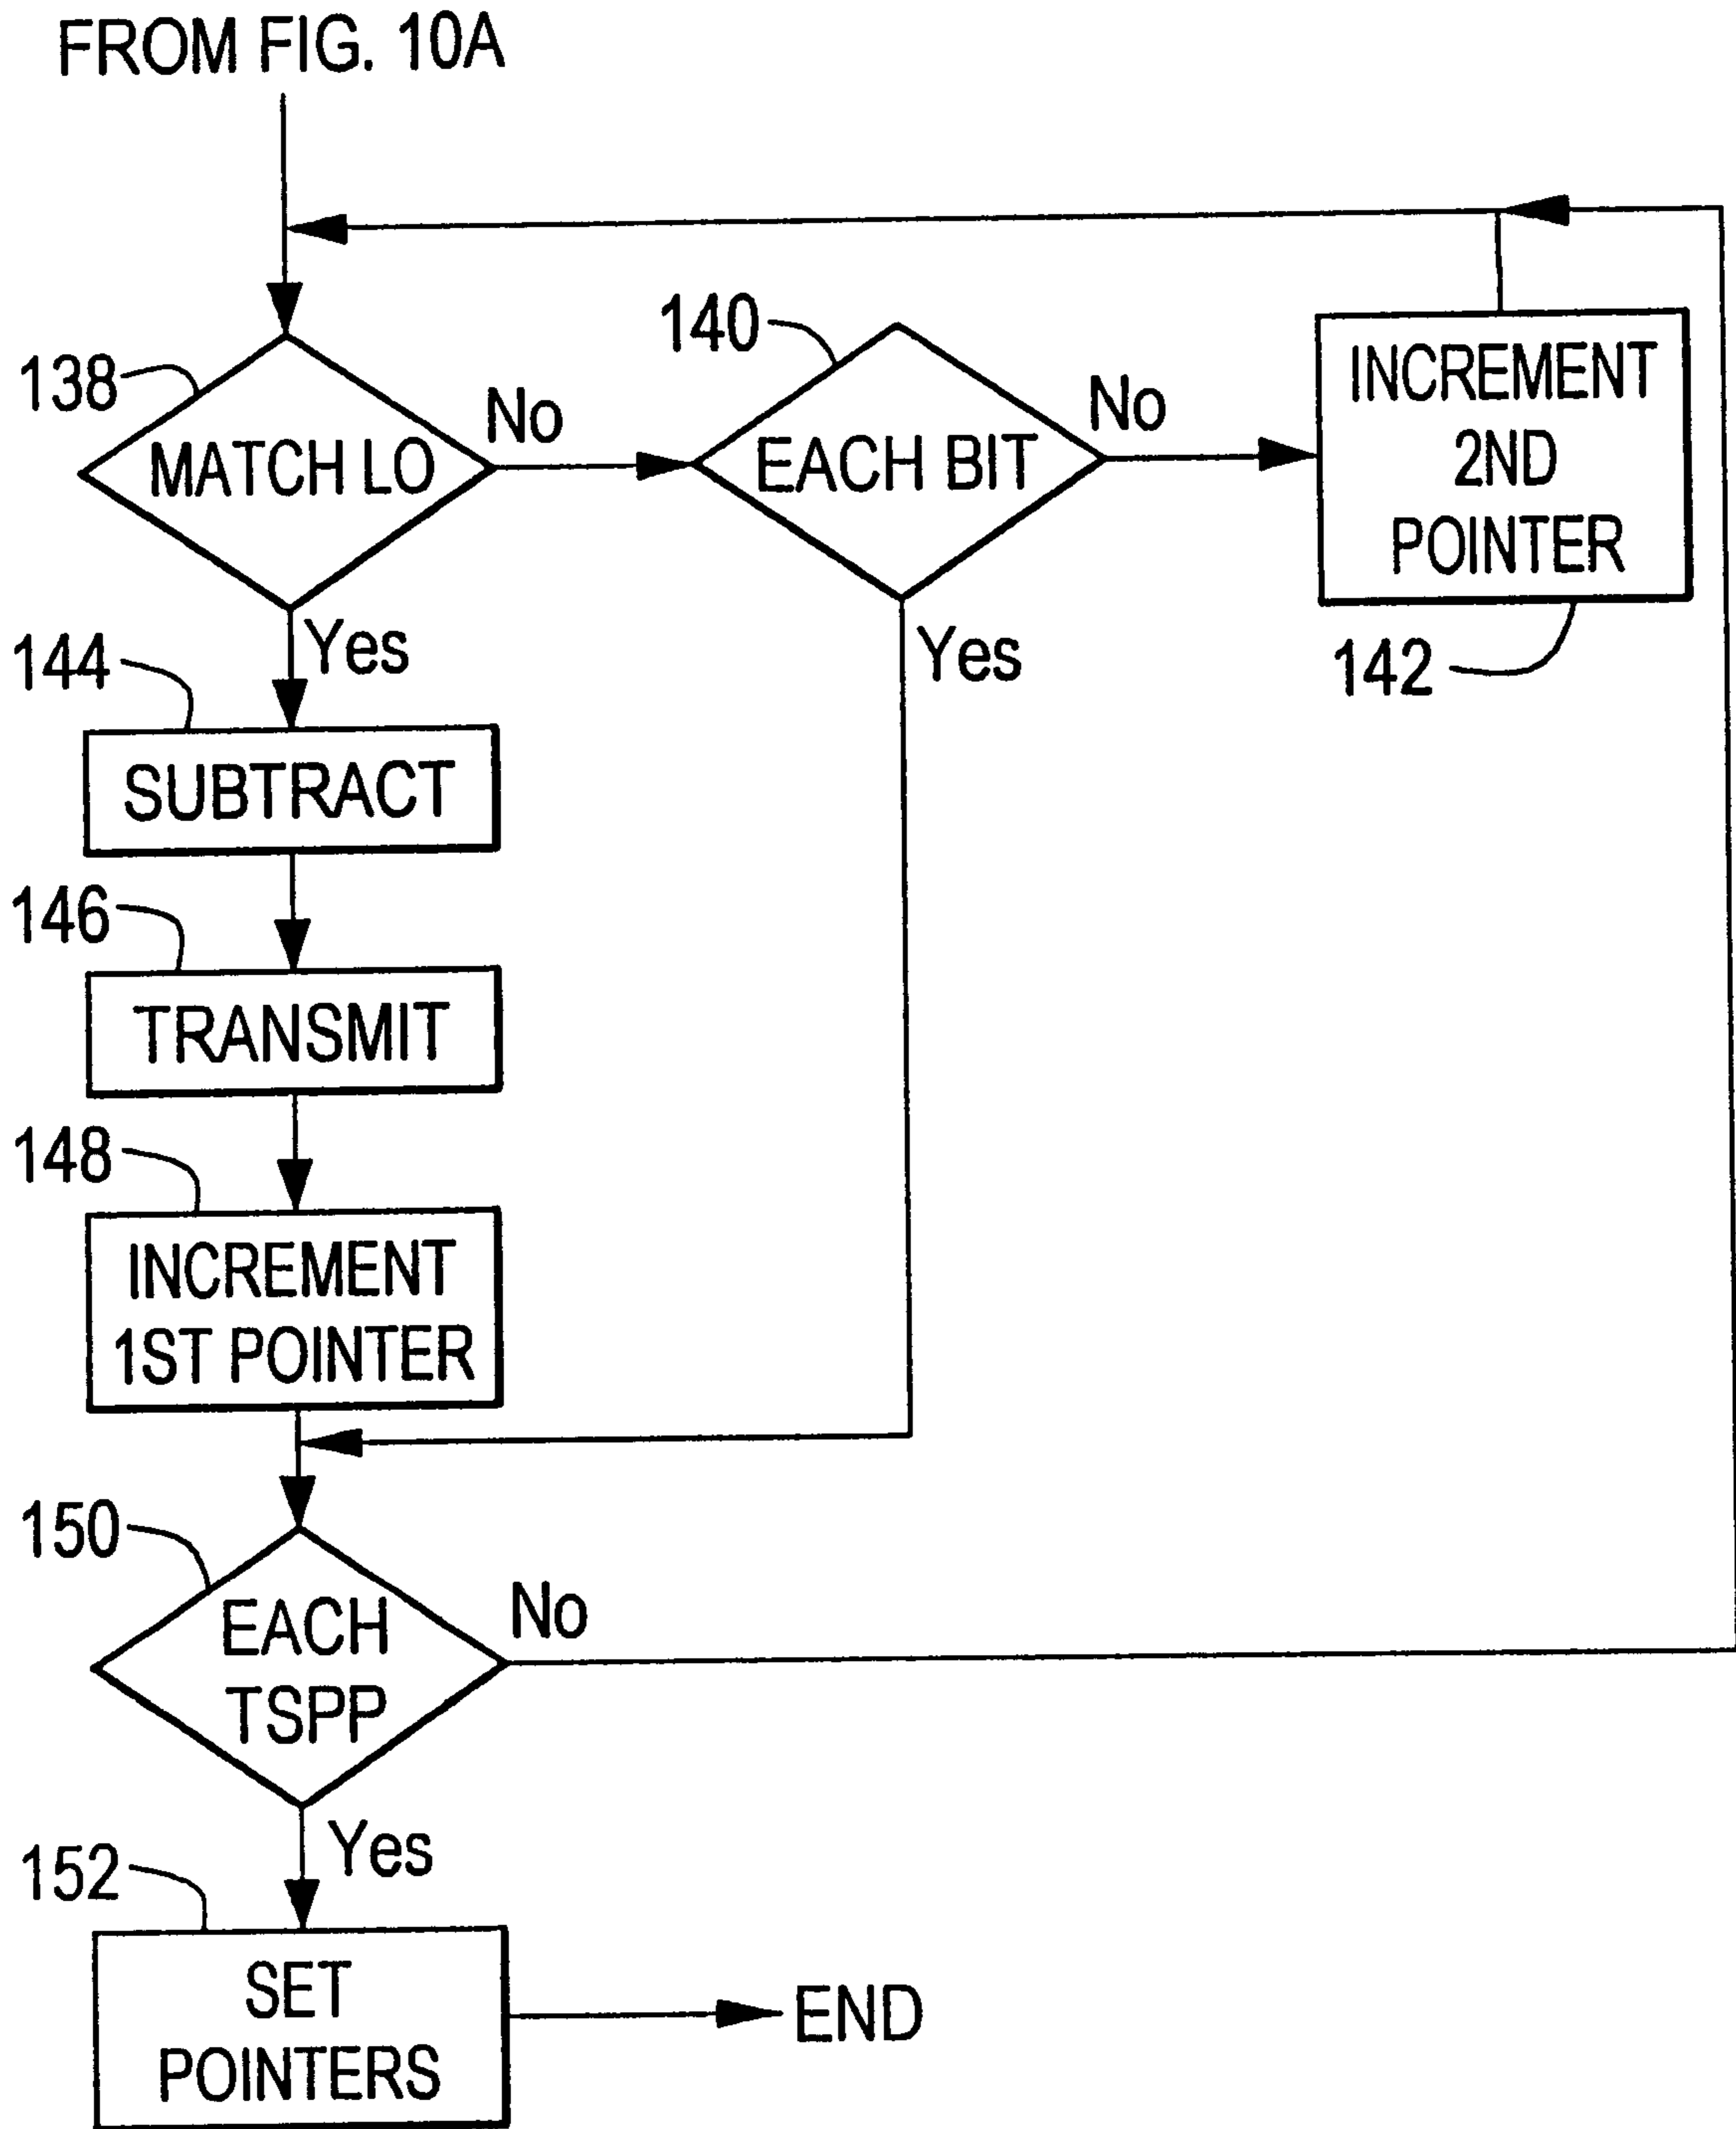 FROM FIG. 10A
138
MATCH LO
No
140
EACH BIT
No
INCREMENT
2ND
POINTER
142
Yes
Yes
144
SUBTRACT
146
TRANSMIT
148
INCREMENT
1ST POINTER
150
EACH
TSPP
No
Yes
152
SET
POINTERS
END